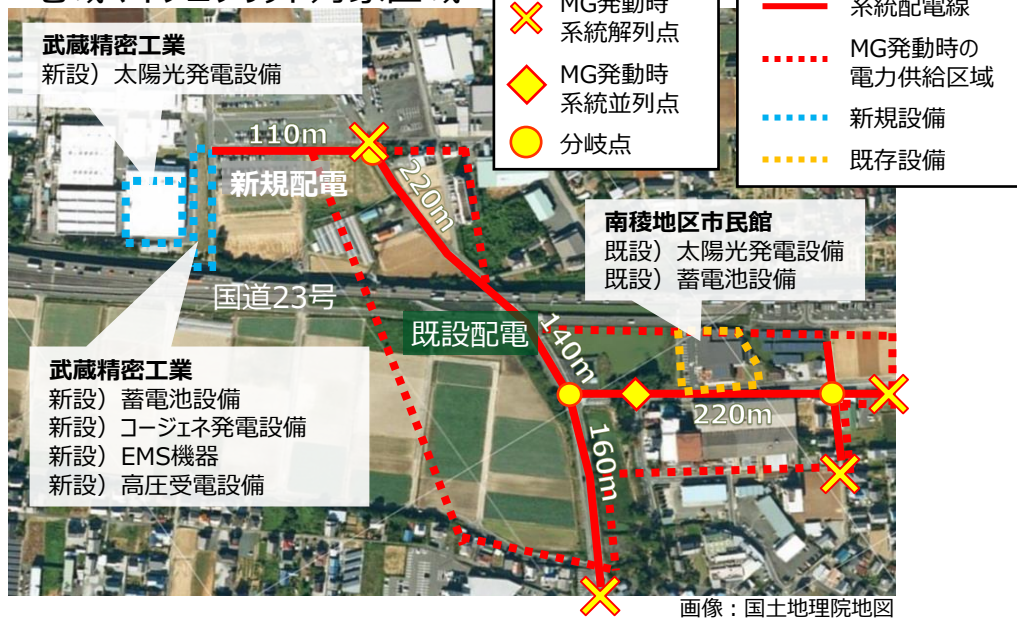 MG発動時
系統解列点
MG発動時
系統並列点
分岐点
系統配電線
MG発動時の
電力供給区域
新規設備
既存設備
武蔵精密工業
新設）太陽光発電設備
110m
新規配電
220m
南稜地区市民館
既設）太陽光発電設備
既設）蓄電池設備
国道23号
既設配電
140m
220m
160m
武蔵精密工業
新設）蓄電池設備
新設）コージェネ発電設備
新設）EMS機器
新設）高圧受電設備
画像：国土地理院地図